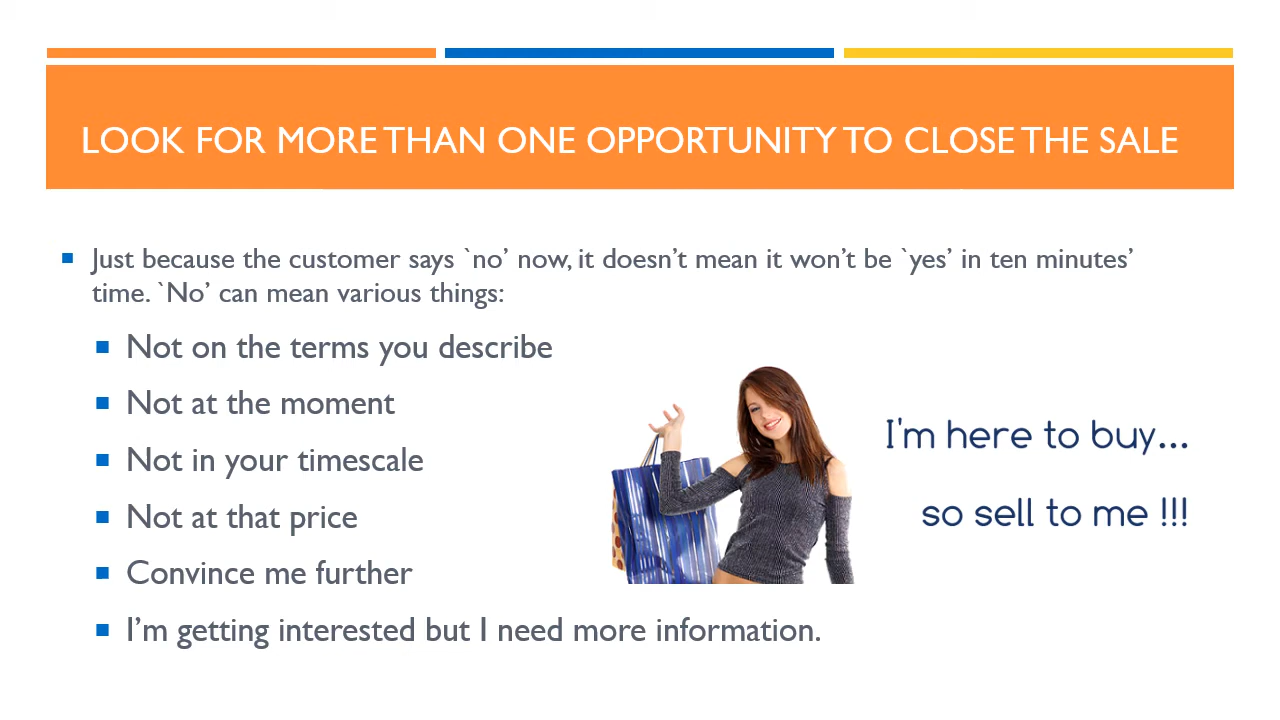 LOOK FOR MORE THAN ONE OPPORTUNITY TO CLOSE THE SALE
Just because the customer says `no’ now, it doesn’t mean it won’t be `yes’ in ten minutes’
time. `No’ can mean various things:
Not on the terms you describe
Not at the moment
Not in your timescale
Not at that price
Convince me further
I’m getting interested but I need more information.
I'm here to buy...
so sell to me !!!